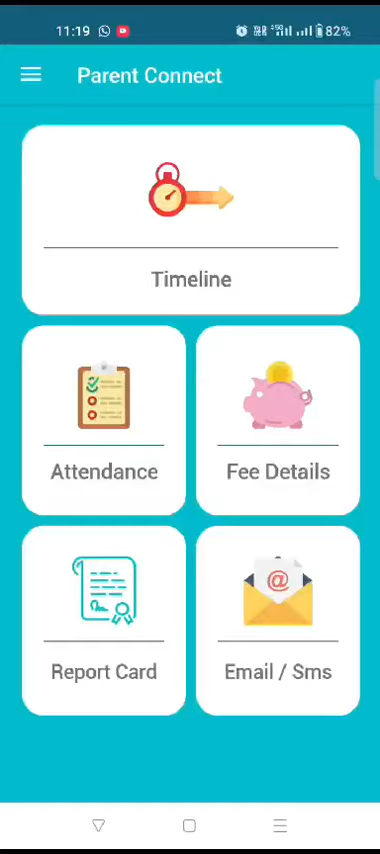 11:19 82%
Parent Connect
Timeline
Attendance Fee Details
@
Report Card Email / Sms